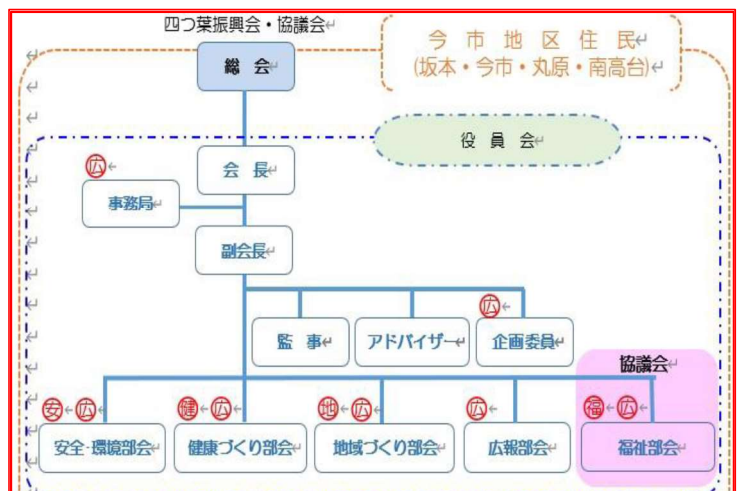 四つ葉振興会・協議会
今市地区住民
(坂本・今市・丸原・南高台)
総会
役員会
会長
広
事務局
副会長
広
監事
アドバイザー
企画委員
協議会
安 広
健 広
地 広
広
福 広
安全・環境部会
健康づくり部会
地域づくり部会
広報部会
福祉部会